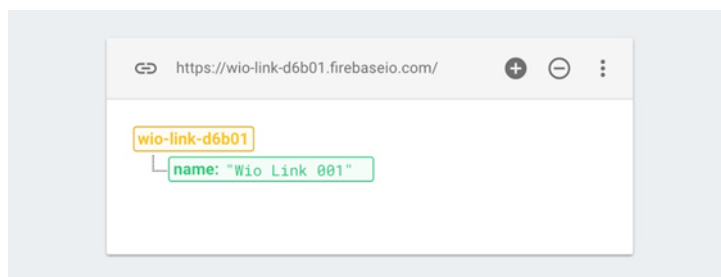 https://wio-link-d6b01.firebaseio.com/
wio-link-d6b01
name: "Wio Link 001"